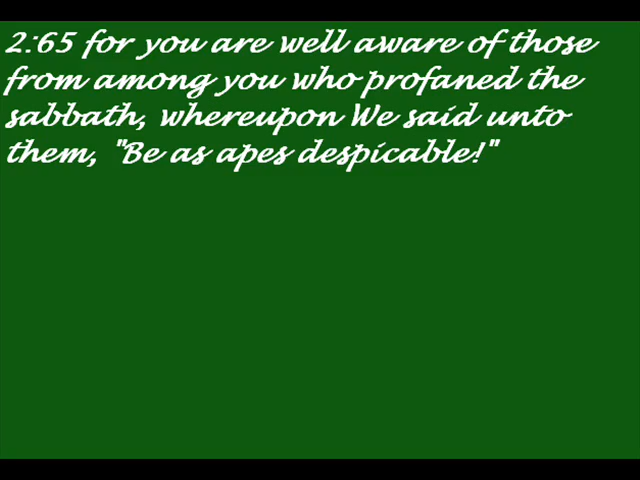 2:65 for you are well aware of those
from among you who profaned the
sabbath, whereupon We said unto
them, "Be as apes despicable!"